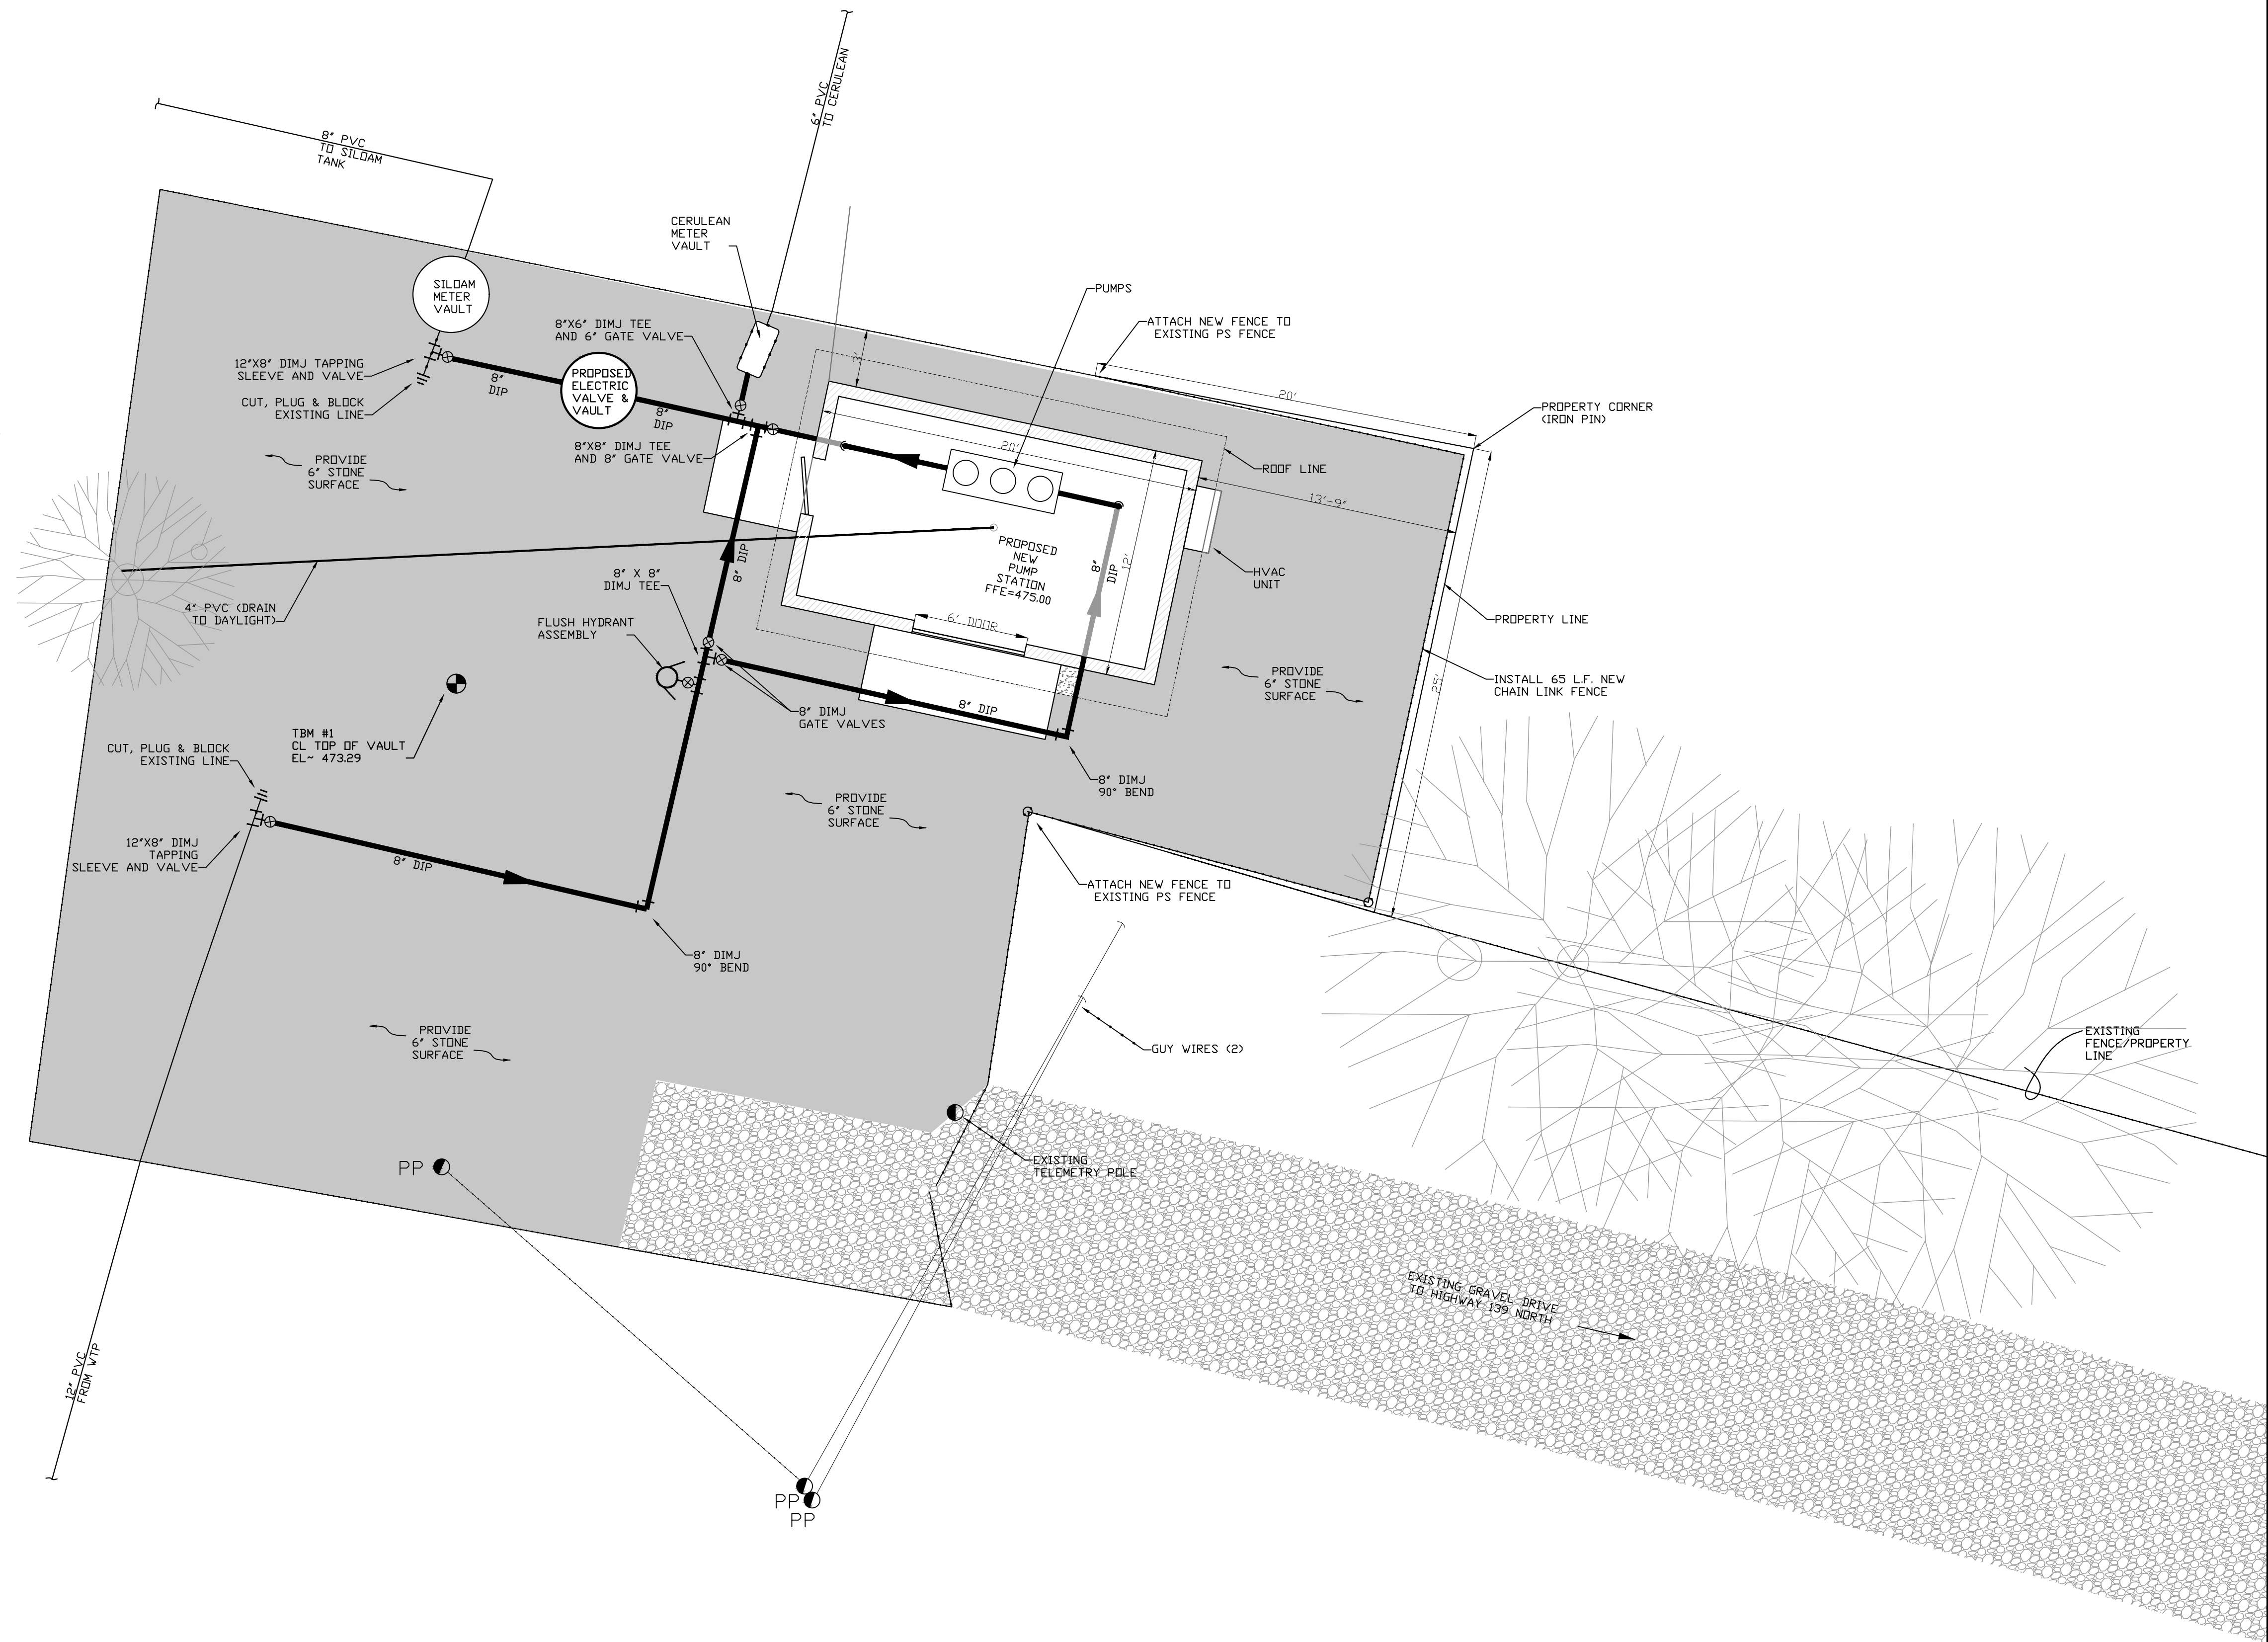 6" PVC
TO CERULEAN
8" PVC
TO SILOAM
TANK
CERULEAN
METER
VAULT
SILOAM
METER
VAULT
8"X6" DIMJ TEE
AND 6" GATE VALVE
PUMPS
ATTACH NEW FENCE TO
EXISTING PS FENCE
12"X8" DIMJ TAPPING
SLEEVE AND VALVE
8"
DIP
PROPOSED
ELECTRIC
VALVE &
VAULT
3'
20'
PROPERTY CORNER
(IRON PIN)
CUT, PLUG & BLOCK
EXISTING LINE
8"
DIP
8"X8" DIMJ TEE
AND 8" GATE VALVE
20'
ROOF LINE
13'-9"
PROVIDE
6" STONE
SURFACE
PROPOSED
NEW
PUMP
STATION
FFE=475.00
8"
DIP
12'
8" DIP
HVAC
UNIT
8" X 8"
DIMJ TEE
4" PVC (DRAIN
TO DAYLIGHT)
FLUSH HYDRANT
ASSEMBLY
6' DOOR
PROPERTY LINE
PROVIDE
6" STONE
SURFACE
INSTALL 65 L.F. NEW
CHAIN LINK FENCE
25'
8" DIP
8" DIMJ
GATE VALVES
TBM #1
CL TOP OF VAULT
EL~ 473.29
CUT, PLUG & BLOCK
EXISTING LINE
8" DIMJ
90° BEND
PROVIDE
6" STONE
SURFACE
12"X8" DIMJ
TAPPING
SLEEVE AND VALVE
8" DIP
ATTACH NEW FENCE TO
EXISTING PS FENCE
8" DIMJ
90° BEND
PROVIDE
6" STONE
SURFACE
GUY WIRES (2)
EXISTING
FENCE/PROPERTY
LINE
PP
EXISTING
TELEMETRY POLE
EXISTING GRAVEL DRIVE
TO HIGHWAY 139 NORTH
12" PVC
FROM WTP
PP
PP